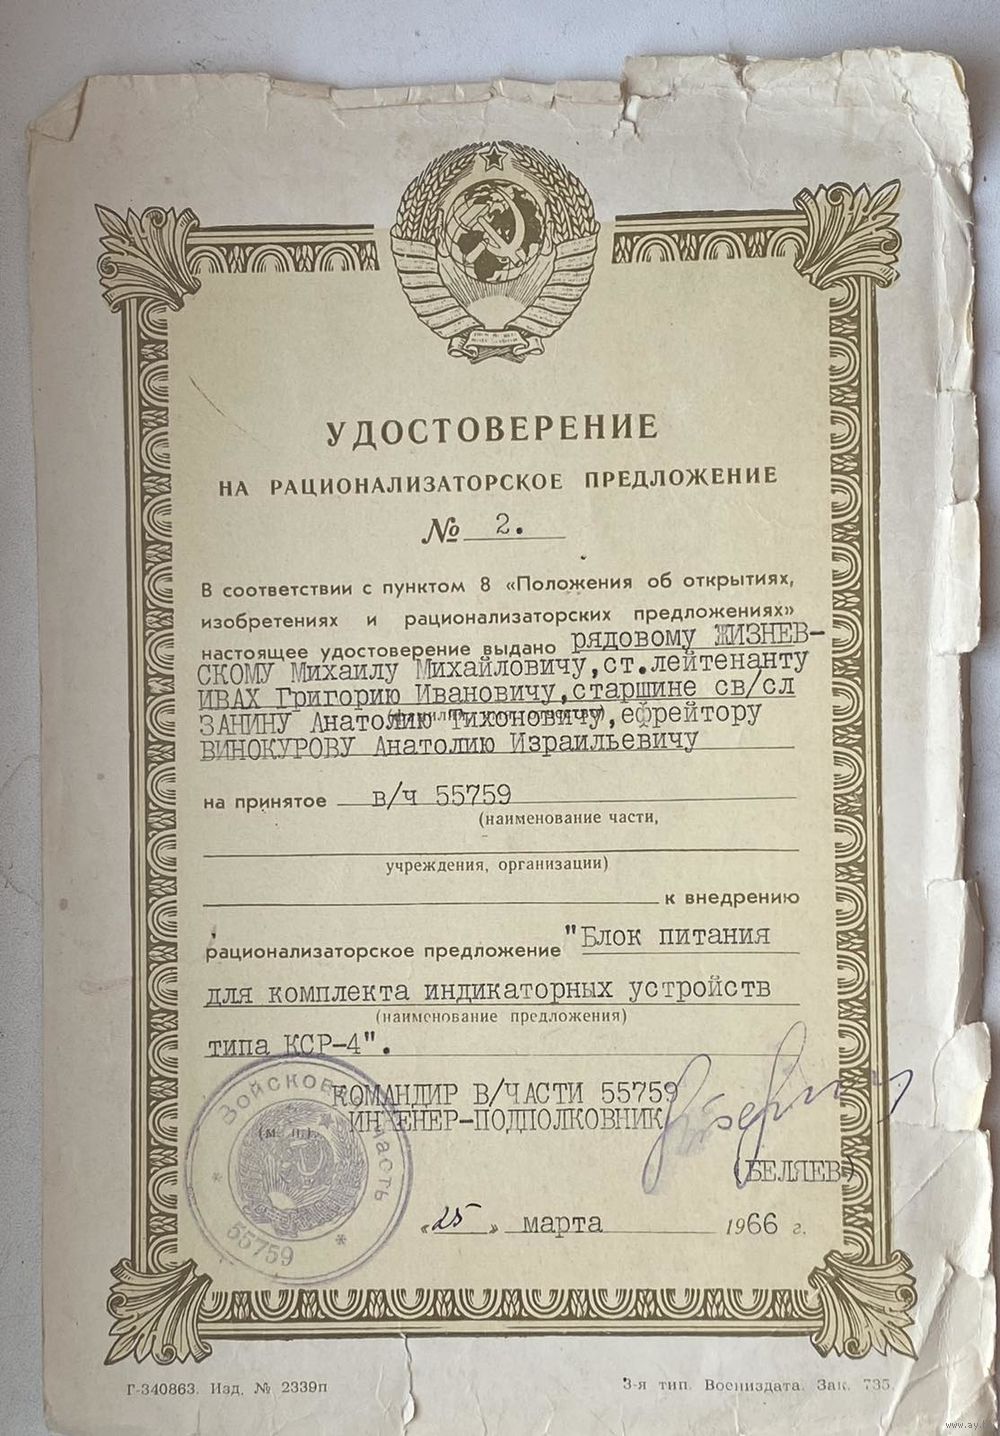 УДОСТОВЕРЕНИЕ
НА РАЦИОНАЛИЗАТОРСКОЕ ПРЕДЛОЖЕНИЕ
№ 2.
В соответствии с пунктом 8 «Положения об открытиях,
изобретениях и рационализаторских предложениях»
настоящее удостоверение выдано рядовому ЖИЗНЕВ-
СКОМУ Михаилу Михайловичу, ст.лейтенанту
ИВАХ Григорию Ивановичу, старшине св/сл
ЗАНИНУ Анатолию Тихоновичу, ефрейтору
ВИНОКУРОВУ Анатолию Израильевичу
на принятое в/ч 55759
(наименование части,
учреждения, организации)
к внедрению
рационализаторское предложение "Блок питания
для комплекта индикаторных устройств
(наименование предложения)
типа КСР-4".
КОМАНДИР В/ЧАСТИ 55759
ИНЖЕНЕР-ПОДПОЛКОВНИК
(м. п.)
Войсковая часть
* 55759 *
(БЕЛЯЕВ)
«25» марта 1966 г.
Г-340863. Изд. № 2339п
3-я тип. Воениздата. Зак. 735.
www.ay.